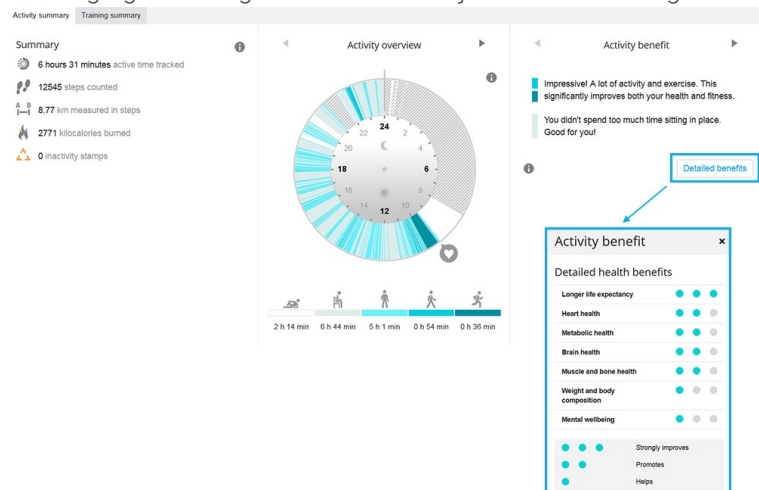 Activity summary Training summary
Summary
6 hours 31 minutes active time tracked
12545 steps counted
A B
8.77 km measured in steps
2771 kilocalories burned
0 inactivity stamps
Activity overview
24
22 2
20 4
18 6
16 8
14 10
12
2 h 14 min 6 h 44 min 5 h 1 min 0 h 54 min 0 h 36 min
Activity benefit
Impressive! A lot of activity and exercise. This
significantly improves both your health and fitness.
You didn't spend too much time sitting in place.
Good for you!
Detailed benefits
Activity benefit ×
Detailed health benefits
Longer life expectancy
Heart health
Metabolic health
Brain health
Muscle and bone health
Weight and body
composition
Mental wellbeing
Strongly improves
Promotes
Helps